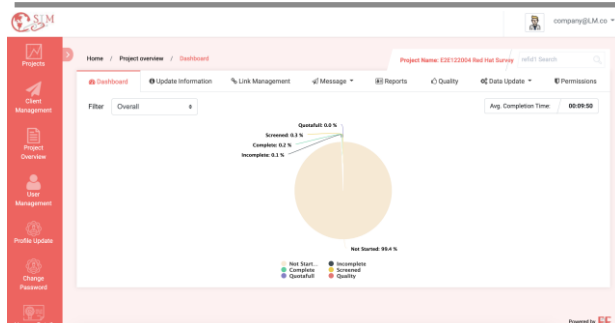 SIM
company@LM.co
Projects
Home / Project overview / Dashboard
Project Name: E2E123004 Red Hat Survey
Search
Dashboard
Update Information
Link Management
Message
Reports
Quality
Data Update
Permissions
Client
Management
Filter
Overall
Avg. Completion Time:
00:09:50
Quotafull: 0.0 %
Screened: 0.3 %
Complete: 0.2 %
Incomplete: 0.1 %
Project
Overview
User
Management
Profile Update
Not Started: 99.4 %
Not Start...
Incomplete
Complete
Screened
Quotafull
Quality
Change
Password
Powered by